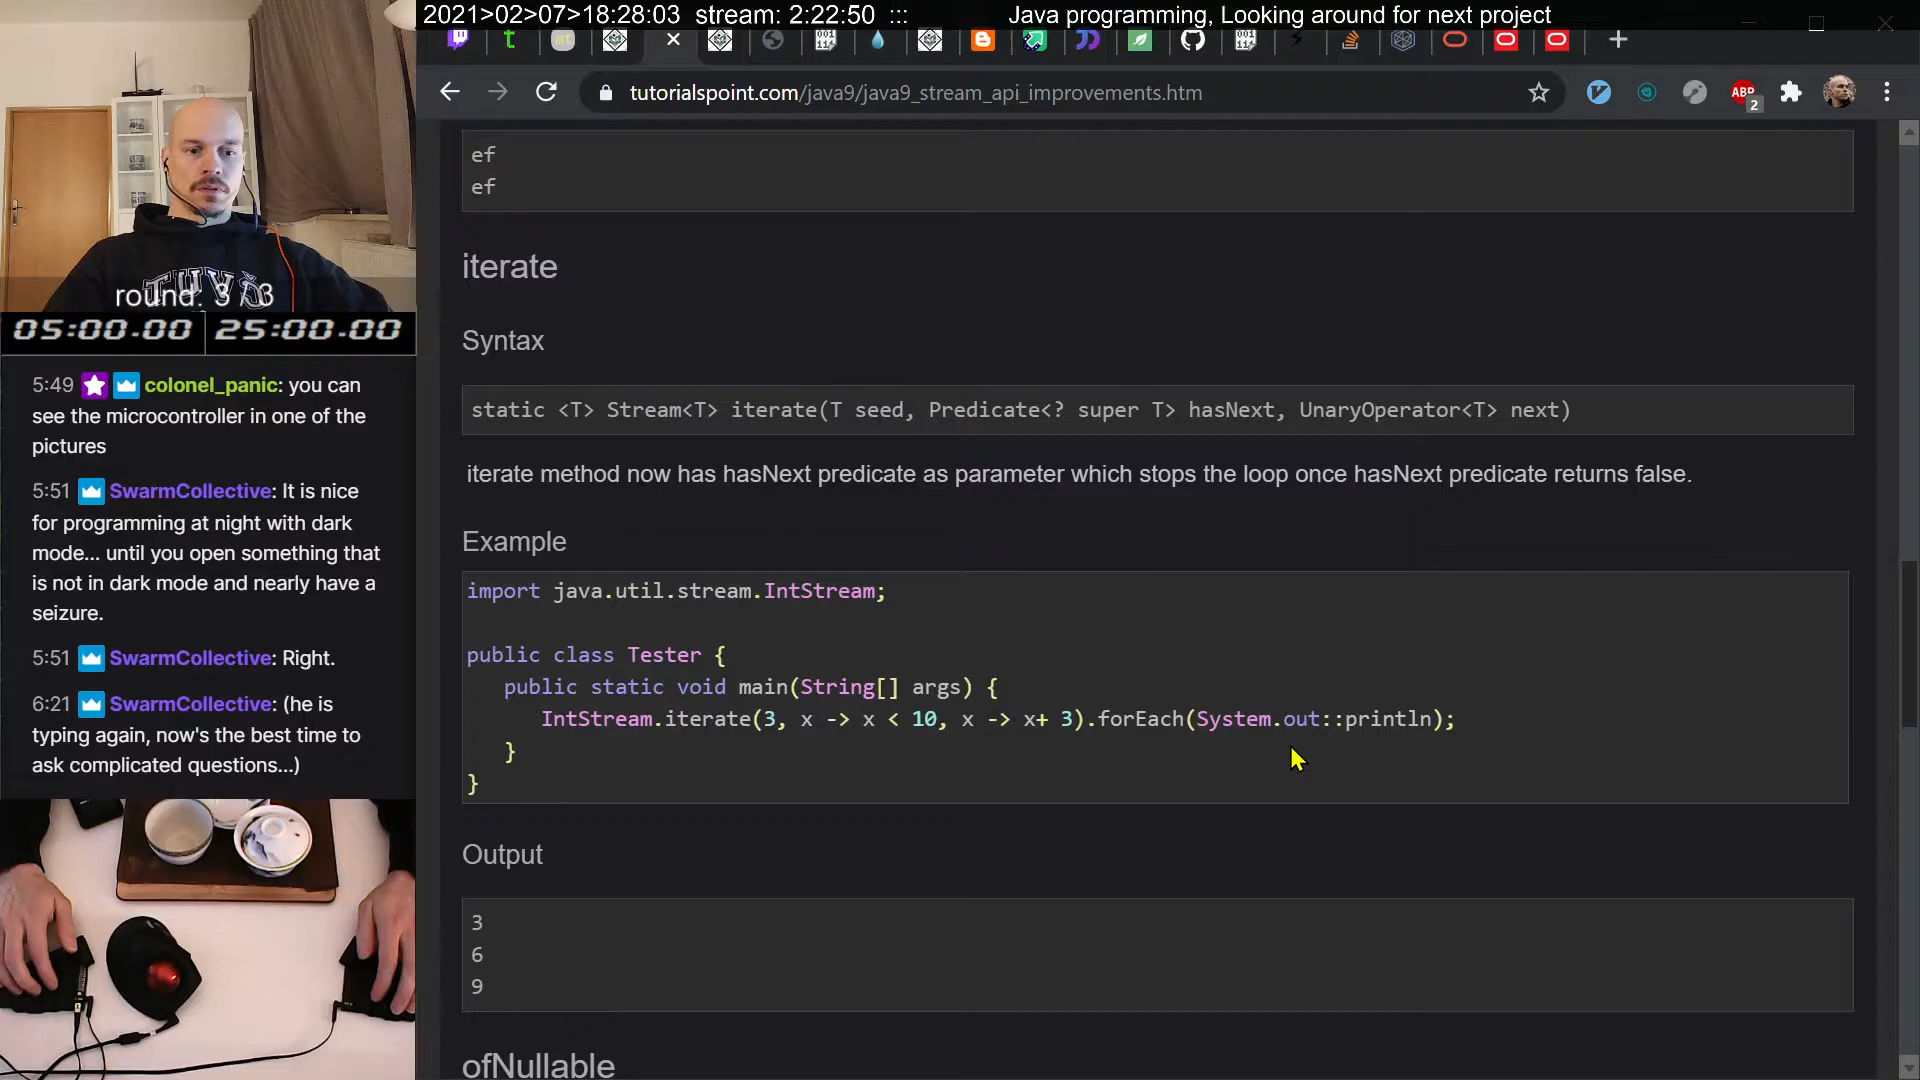 2021>02>07>18:28:03 stream: 2:22:50 ::: Java programming, Looking around for next project
tutorialspoint.com/java9/java9_stream_api_improvements.htm
ABP
2
round: 3 / 3
05:00.00 25:00.00
5:49 colonel_panic: you can
see the microcontroller in one of the
pictures
5:51 SwarmCollective: It is nice
for programming at night with dark
mode... until you open something that
is not in dark mode and nearly have a
seizure.
5:51 SwarmCollective: Right.
6:21 SwarmCollective: (he is
typing again, now's the best time to
ask complicated questions...)
ef
ef
iterate
Syntax
static <T> Stream<T> iterate(T seed, Predicate<? super T> hasNext, UnaryOperator<T> next)
iterate method now has hasNext predicate as parameter which stops the loop once hasNext predicate returns false.
Example
import java.util.stream.IntStream;
public class Tester {
public static void main(String[] args) {
IntStream.iterate(3, x -> x < 10, x -> x+ 3).forEach(System.out::println);
}
}
Output
3
6
9
ofNullable